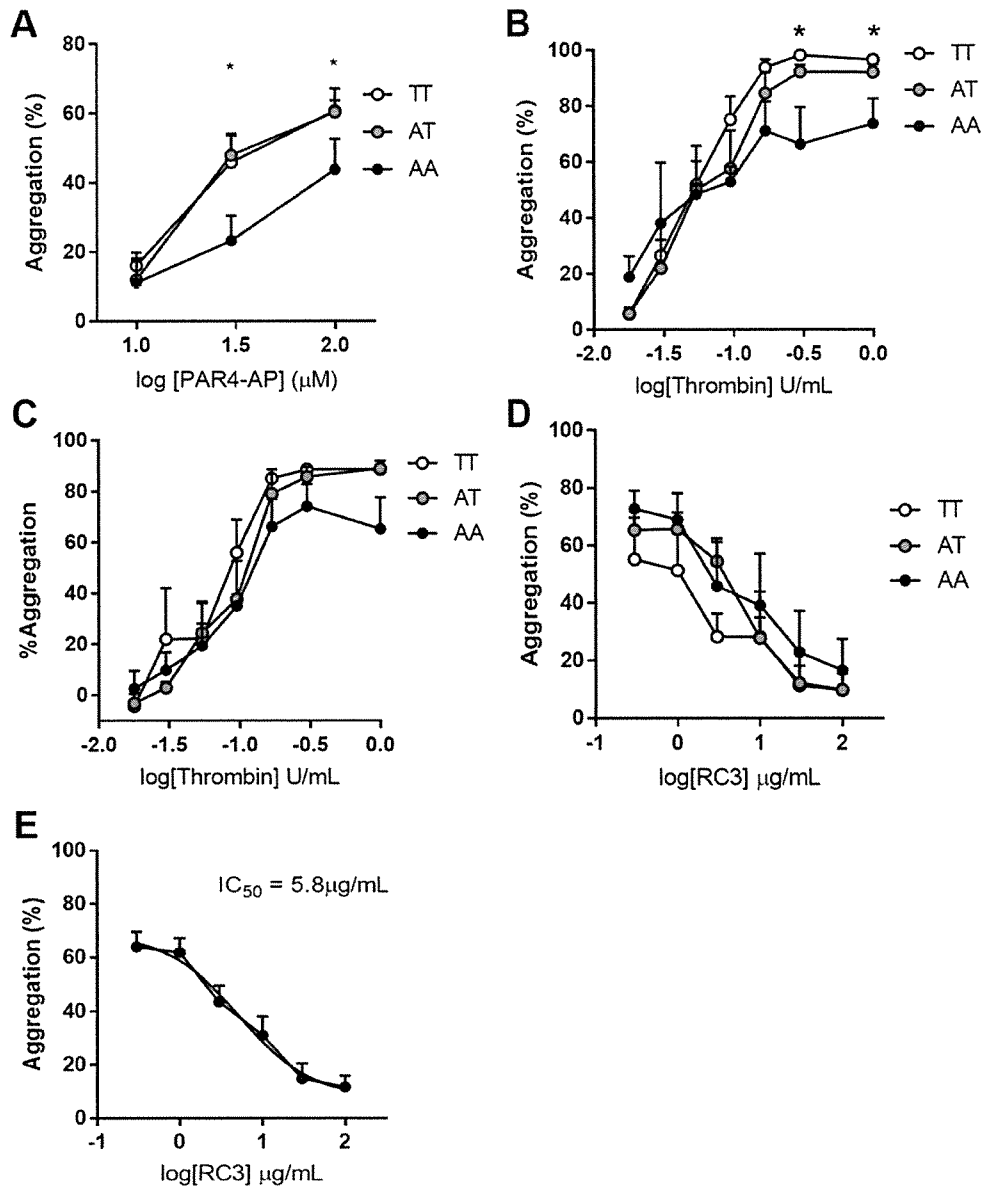 A
80
60
40
20
0
Aggregation (%)
* *
TT
AT
AA
1.0 1.5 2.0
log [PAR4-AP] (μM)
B
100
80
60
40
20
0
Aggregation (%)
* *
TT
AT
AA
-2.0 -1.5 -1.0 -0.5 0.0
log[Thrombin] U/mL
C
100
80
60
40
20
0
%Aggregation
TT
AT
AA
-2.0 -1.5 -1.0 -0.5 0.0
log[Thrombin] U/mL
D
100
80
60
40
20
0
Aggregation (%)
TT
AT
AA
-1 0 1 2
log[RC3] μg/mL
E
100
80
60
40
20
0
Aggregation (%)
IC50 = 5.8μg/mL
-1 0 1 2
log[RC3] μg/mL